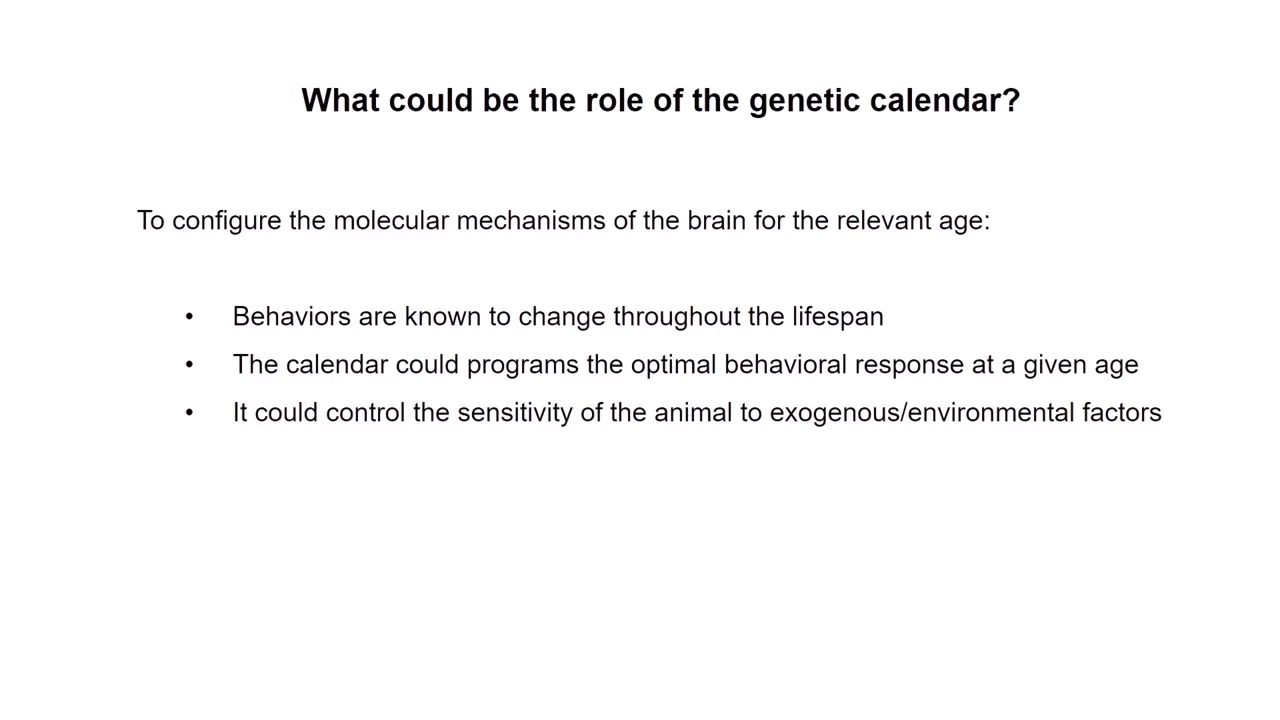 What could be the role of the genetic calendar?
To configure the molecular mechanisms of the brain for the relevant age:
• Behaviors are known to change throughout the lifespan
• The calendar could programs the optimal behavioral response at a given age
• It could control the sensitivity of the animal to exogenous/environmental factors